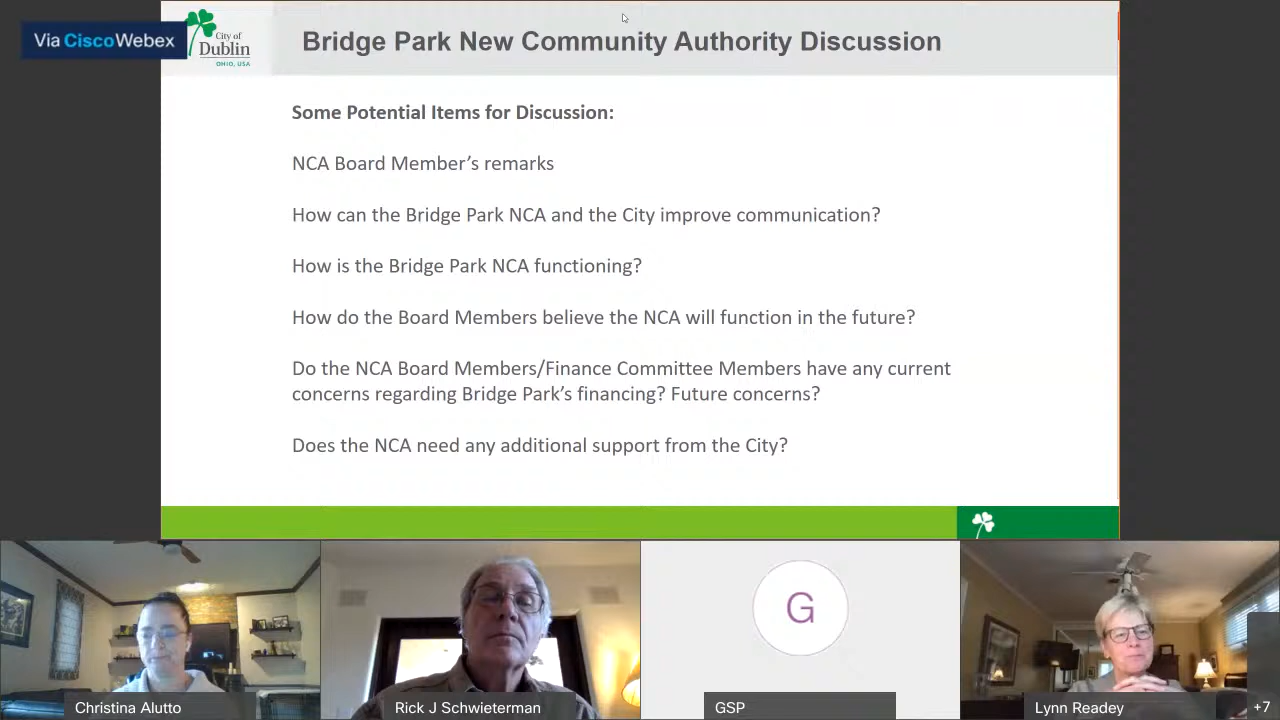 Via CiscoWebex
City of
Dublin
OHIO, USA
Bridge Park New Community Authority Discussion
Some Potential Items for Discussion:
NCA Board Member’s remarks
How can the Bridge Park NCA and the City improve communication?
How is the Bridge Park NCA functioning?
How do the Board Members believe the NCA will function in the future?
Do the NCA Board Members/Finance Committee Members have any current
concerns regarding Bridge Park’s financing? Future concerns?
Does the NCA need any additional support from the City?
G
Christina Alutto
Rick J Schwieterman
GSP
Lynn Readey
+7